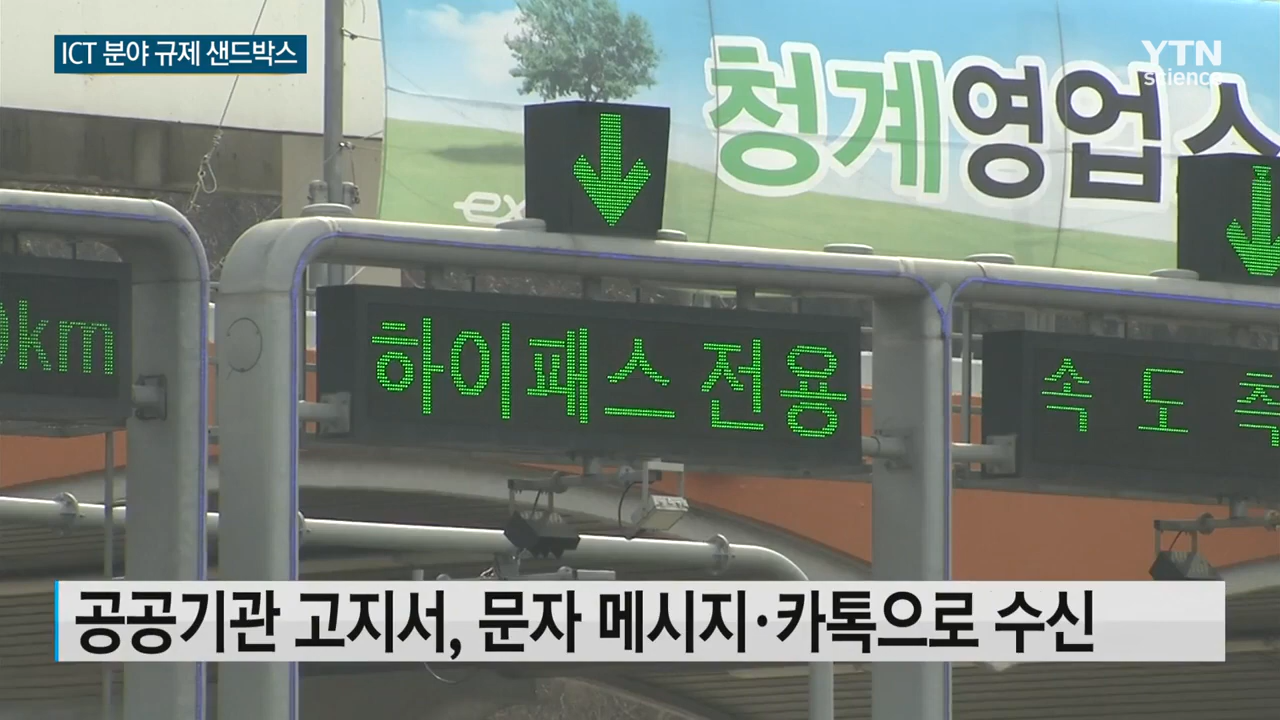 ICT 분야 규제 샌드박스
YTN
science
청계영업
ex
km
하이패스 전용
속도
공공기관 고지서, 문자 메시지·카톡으로 수신